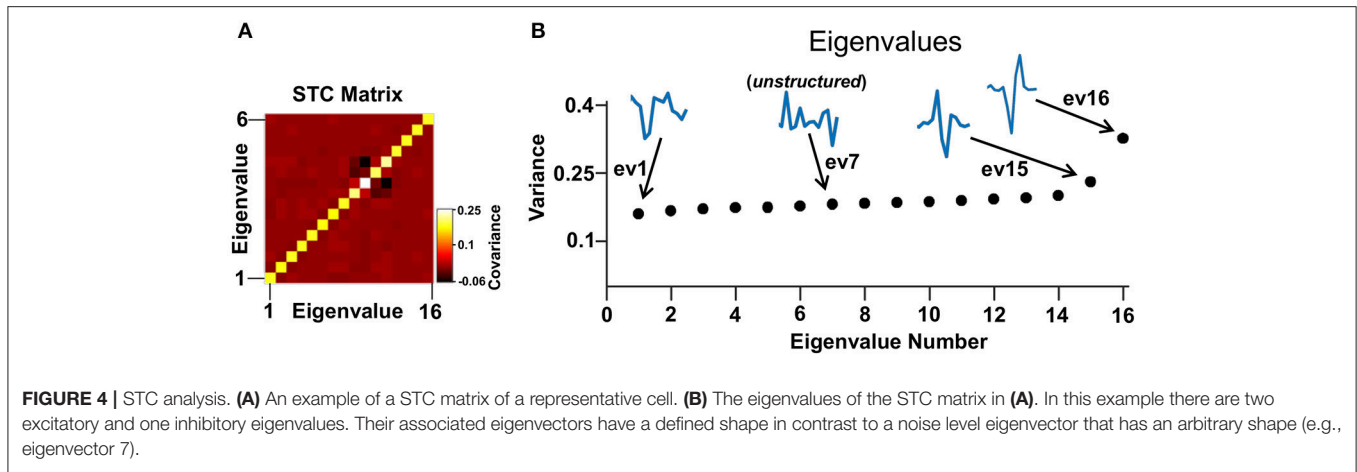 A
STC Matrix
6
Eigenvalue
1
1 Eigenvalue 16
0.25
0.1
-0.06
Covariance
B
Eigenvalues
(unstructured)
0.4
0.25
0.1
Variance
ev1
ev7
ev15
ev16
0 2 4 6 8 10 12 14 16
Eigenvalue Number
FIGURE 4 | STC analysis. (A) An example of a STC matrix of a representative cell. (B) The eigenvalues of the STC matrix in (A). In this example there are two
excitatory and one inhibitory eigenvalues. Their associated eigenvectors have a defined shape in contrast to a noise level eigenvector that has an arbitrary shape (e.g.,
eigenvector 7).